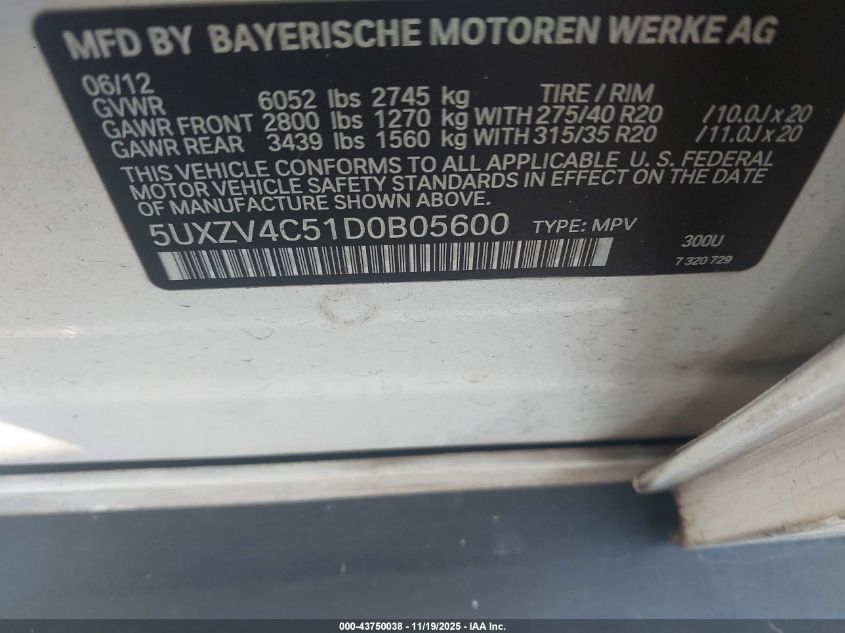 MFD BY BAYERISCHE MOTOREN WERKE AG
06/12
GVWR 6052 lbs 2745 kg TIRE / RIM
GAWR FRONT 2800 lbs 1270 kg WITH 275/40 R20 /10.0J x 20
GAWR REAR 3439 lbs 1560 kg WITH 315/35 R20 /11.0J x 20
THIS VEHICLE CONFORMS TO ALL APPLICABLE U. S. FEDERAL
MOTOR VEHICLE SAFETY STANDARDS IN EFFECT ON THE DATE
OF MANUFACTURE SHOWN ABOVE.
5UXZV4C51D0B05600 TYPE: MPV
300U
7 320 729
000-43750038 - 11/19/2025 - IAA Inc.